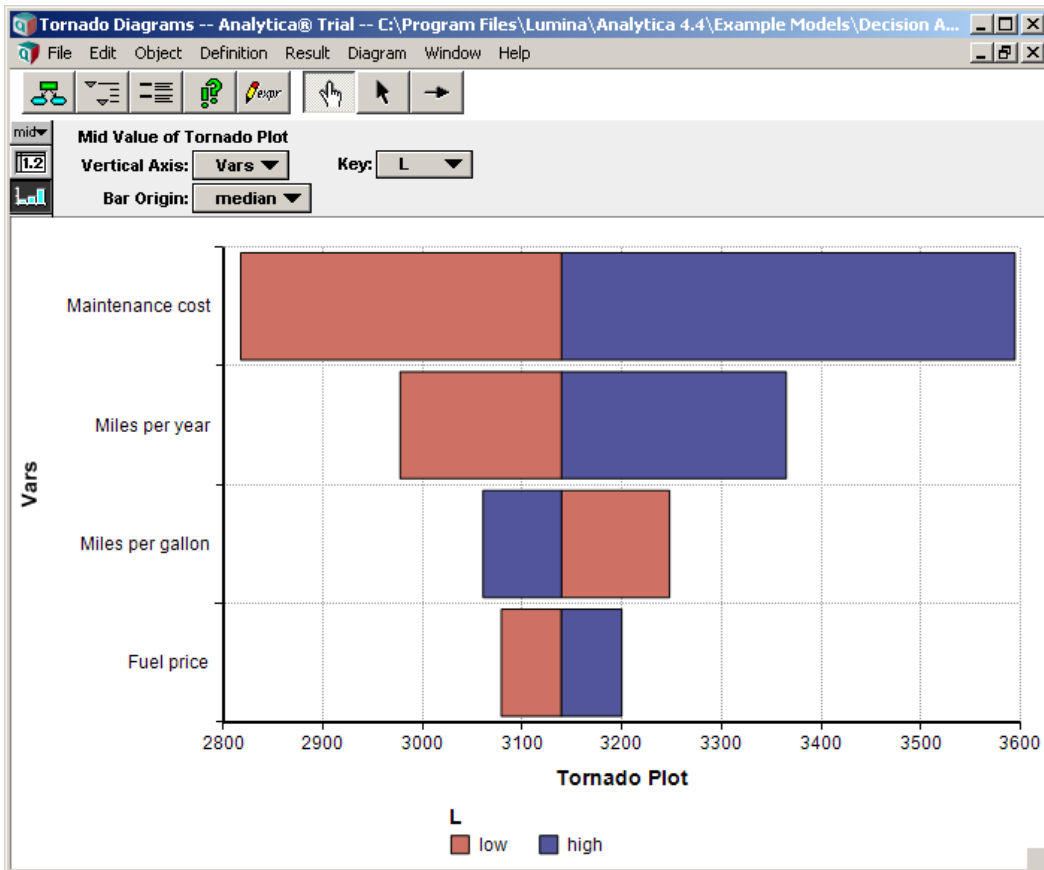 Tornado Diagrams -- Analytica® Trial -- C:\Program Files\Lumina\Analytica 4.4\Example Models\Decision A...
File Edit Object Definition Result Diagram Window Help
expr
mid
Mid Value of Tornado Plot
1.2
Vertical Axis: Vars Key: L
Bar Origin: median
Maintenance cost
Miles per year
Miles per gallon
Fuel price
Vars
2800 2900 3000 3100 3200 3300 3400 3500 3600
Tornado Plot
L
low high